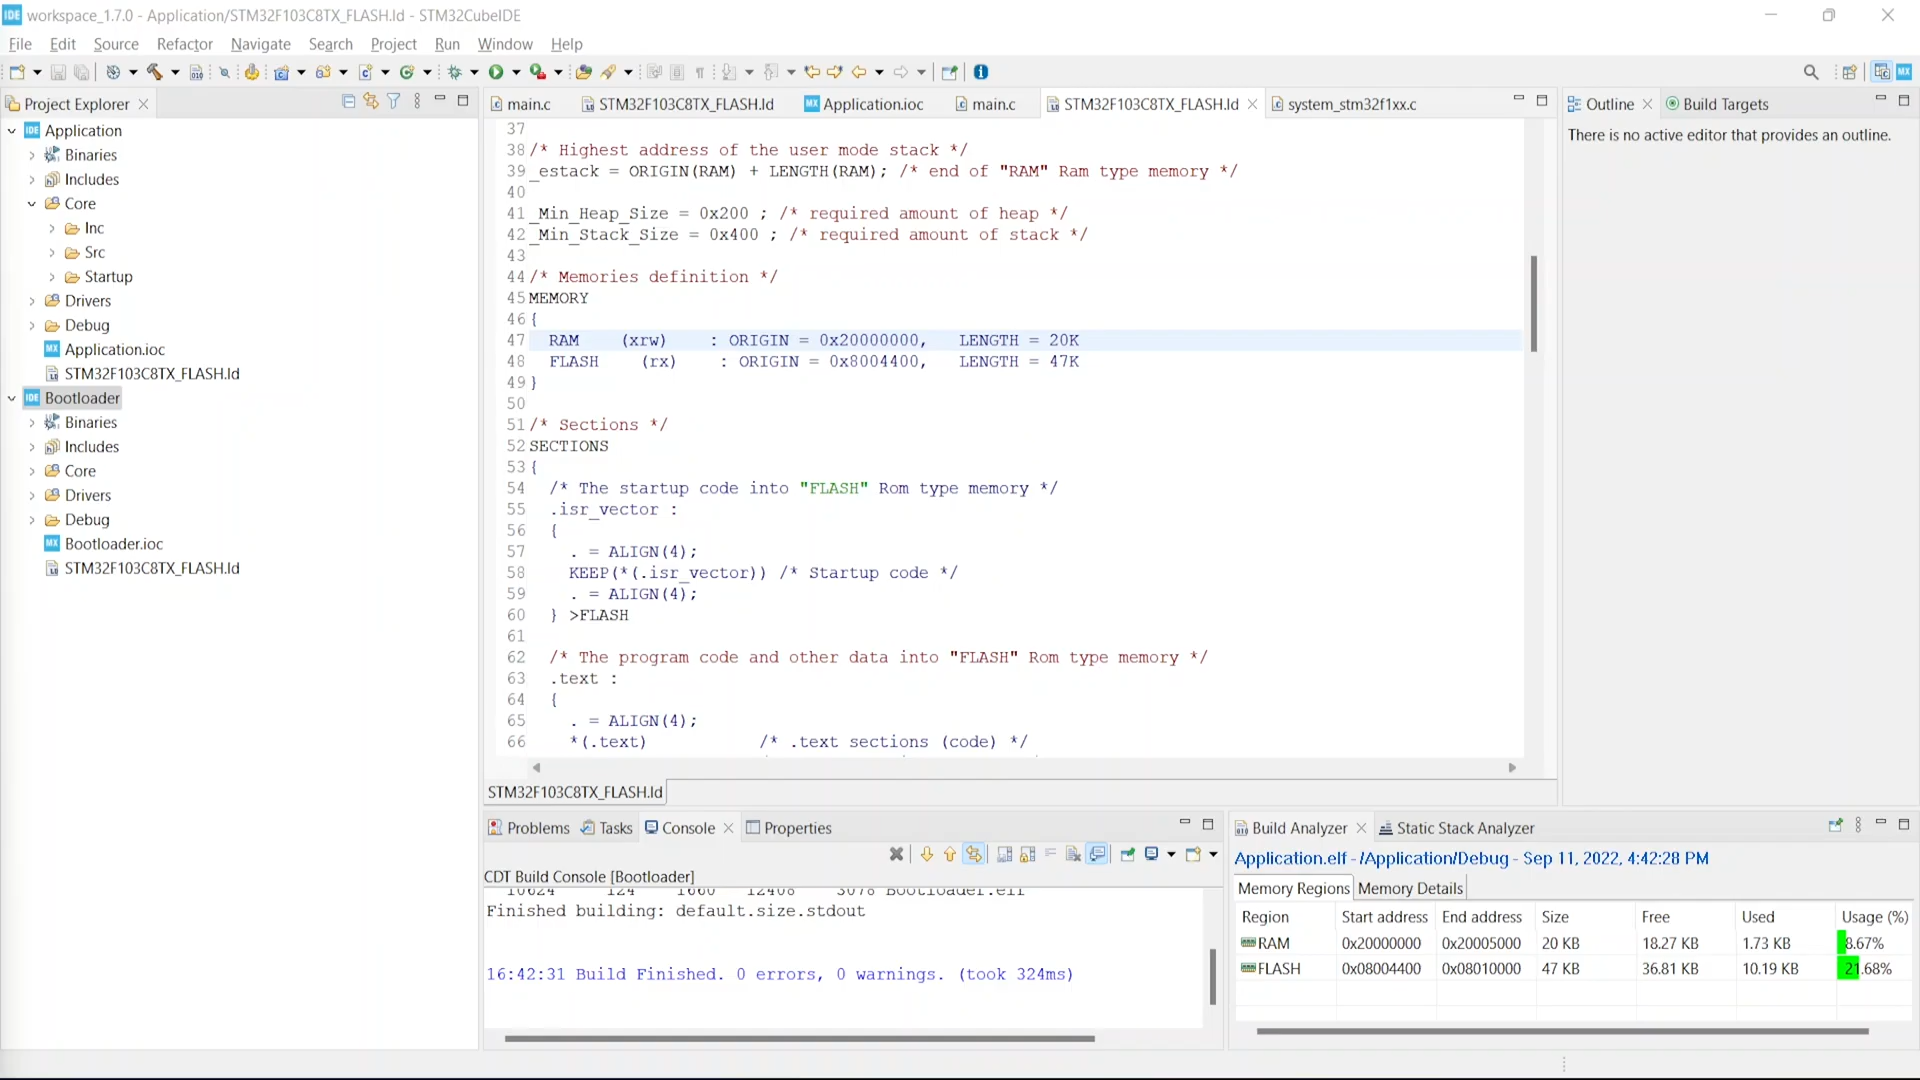 IDE workspace_1.7.0 - Application/STM32F103C8TX_FLASH.ld - STM32CubeIDE
File Edit Source Refactor Navigate Search Project Run Window Help
Project Explorer
Application
Binaries
Includes
Core
Inc
Src
Startup
Drivers
Debug
Application.ioc
STM32F103C8TX_FLASH.ld
Bootloader
Binaries
Includes
Core
Drivers
Debug
Bootloader.ioc
STM32F103C8TX_FLASH.ld
main.c STM32F103C8TX_FLASH.ld Application.ioc main.c STM32F103C8TX_FLASH.ld system_stm32f1xx.c
37
38 /* Highest address of the user mode stack */
39 _estack = ORIGIN(RAM) + LENGTH(RAM); /* end of "RAM" Ram type memory */
40
41 _Min_Heap_Size = 0x200 ; /* required amount of heap */
42 _Min_Stack_Size = 0x400 ; /* required amount of stack */
43
44 /* Memories definition */
45 MEMORY
46 {
47 RAM (xrw) : ORIGIN = 0x20000000, LENGTH = 20K
48 FLASH (rx) : ORIGIN = 0x8004400, LENGTH = 47K
49 }
50
51 /* Sections */
52 SECTIONS
53 {
54 /* The startup code into "FLASH" Rom type memory */
55 .isr_vector :
56 {
57 . = ALIGN(4);
58 KEEP(*(.isr_vector)) /* Startup code */
59 . = ALIGN(4);
60 } >FLASH
61
62 /* The program code and other data into "FLASH" Rom type memory */
63 .text :
64 {
65 . = ALIGN(4);
66 *(.text) /* .text sections (code) */
STM32F103C8TX_FLASH.ld
Outline Build Targets
There is no active editor that provides an outline.
Problems Tasks Console Properties
CDT Build Console [Bootloader]
10624 124 1660 12408 3078 Bootloader.elf
Finished building: default.size.stdout
16:42:31 Build Finished. 0 errors, 0 warnings. (took 324ms)
Build Analyzer Static Stack Analyzer
Application.elf - /Application/Debug - Sep 11, 2022, 4:42:28 PM
Memory Regions Memory Details
Region Start address End address Size Free Used Usage (%)
RAM 0x20000000 0x20005000 20 KB 18.27 KB 1.73 KB 8.67%
FLASH 0x08004400 0x08010000 47 KB 36.81 KB 10.19 KB 21.68%